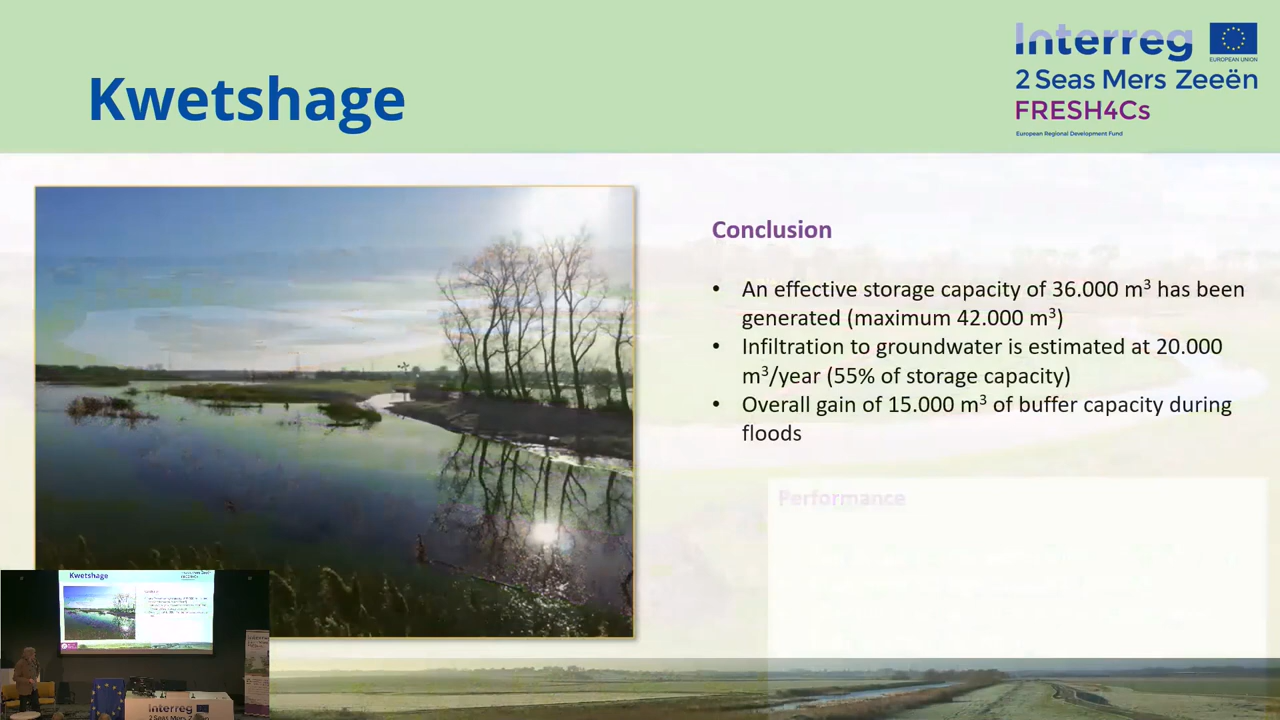 Kwetshage
Interreg
EUROPEAN UNION
2 Seas Mers Zeeën
FRESH4Cs
European Regional Development Fund
Conclusion
• An effective storage capacity of 36.000 m³ has been
generated (maximum 42.000 m³)
• Infiltration to groundwater is estimated at 20.000
m³/year (55% of storage capacity)
• Overall gain of 15.000 m³ of buffer capacity during
floods
Performance
Kwetshage
Interreg
2 Seas Mers Zeeën